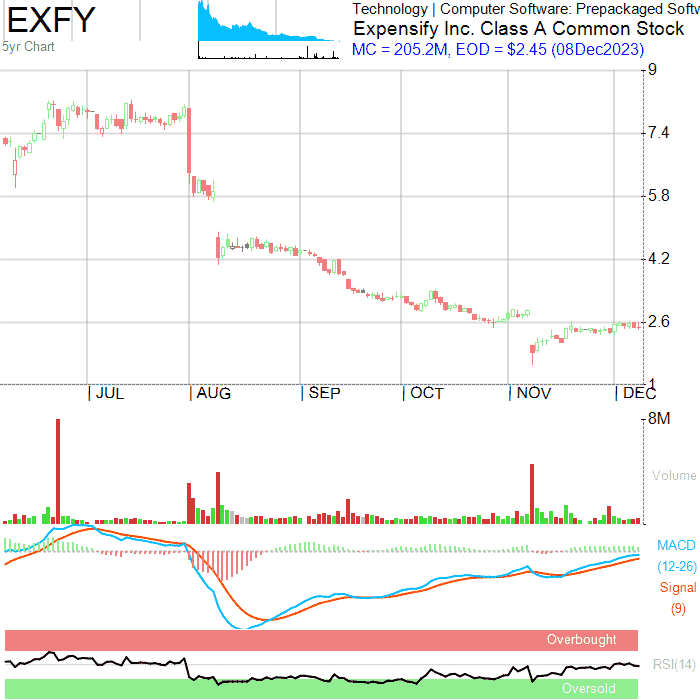 EXFY
5yr Chart
Technology | Computer Software: Prepackaged Softw
Expensify Inc. Class A Common Stock
MC = 205.2M, EOD = $2.45 (08Dec2023)
9
7.4
5.8
4.2
2.6
1
JUL
AUG
SEP
OCT
NOV
DEC
8M
Volume
MACD
(12-26)
Signal
(9)
Overbought
RSI(14)
Oversold